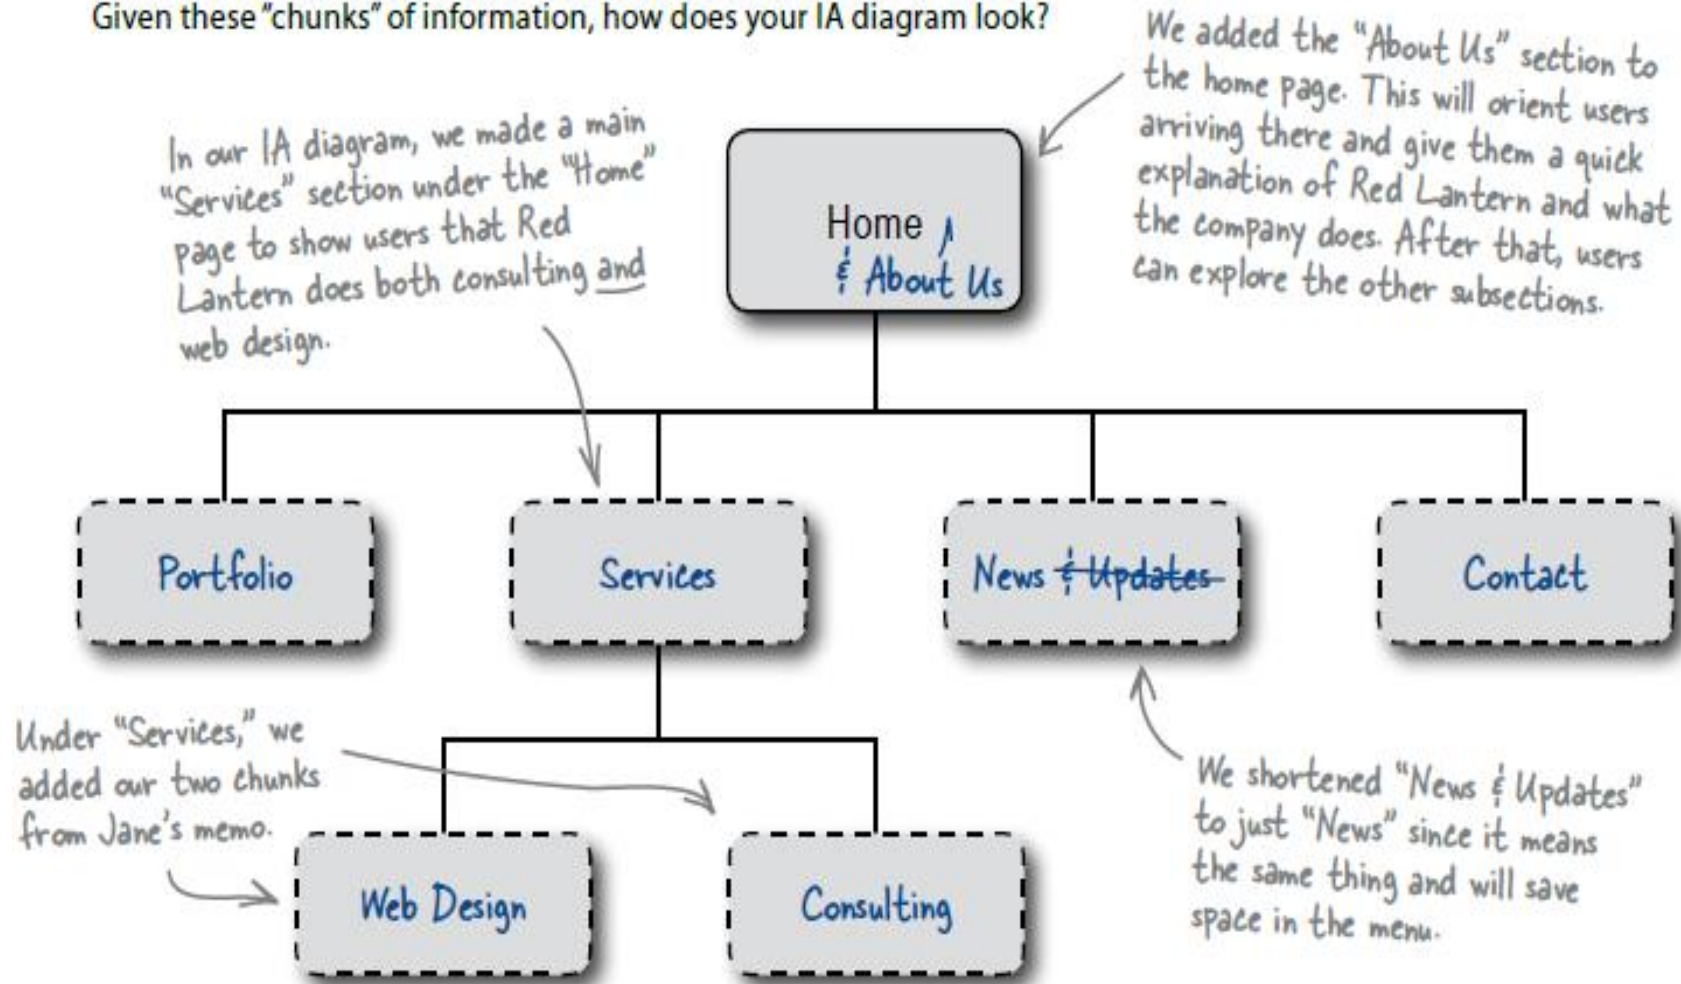 Given these "chunks" of information, how does your IA diagram look?
We added the "About Us" section to
the home page. This will orient users
arriving there and give them a quick
explanation of Red Lantern and what
the company does. After that, users
can explore the other subsections.
In our IA diagram, we made a main
"Services" section under the "Home"
page to show users that Red
Lantern does both consulting and
web design.
Home
& About Us
Portfolio
Services
News & Updates
Contact
Under "Services," we
added our two chunks
from Jane's memo.
We shortened "News & Updates"
to just "News" since it means
the same thing and will save
space in the menu.
Web Design
Consulting